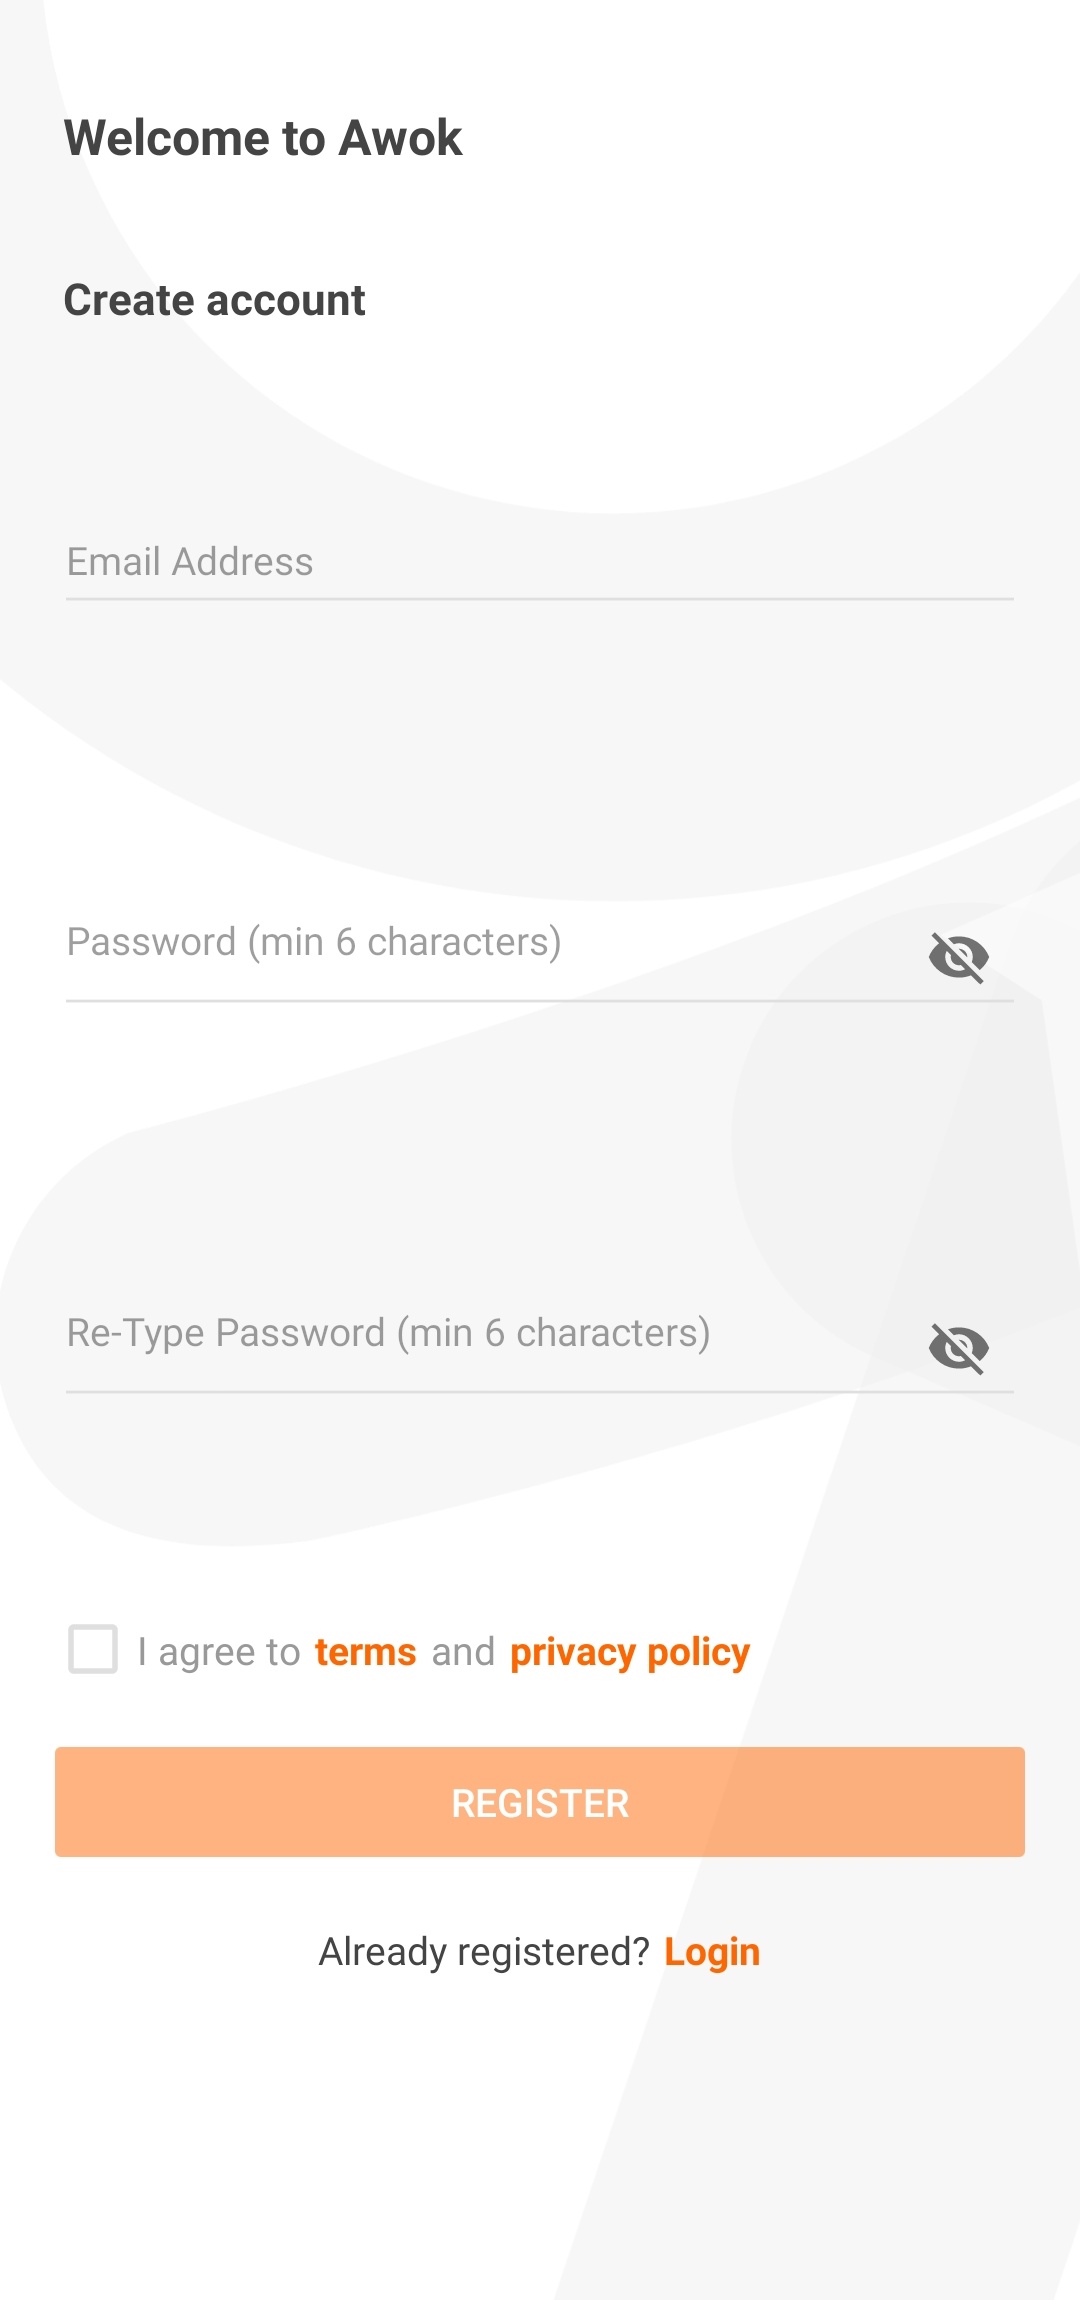 Welcome to Awok
Create account
Email Address
Password (min 6 characters)
Re-Type Password (min 6 characters)
I agree to terms and privacy policy
REGISTER
Already registered? Login